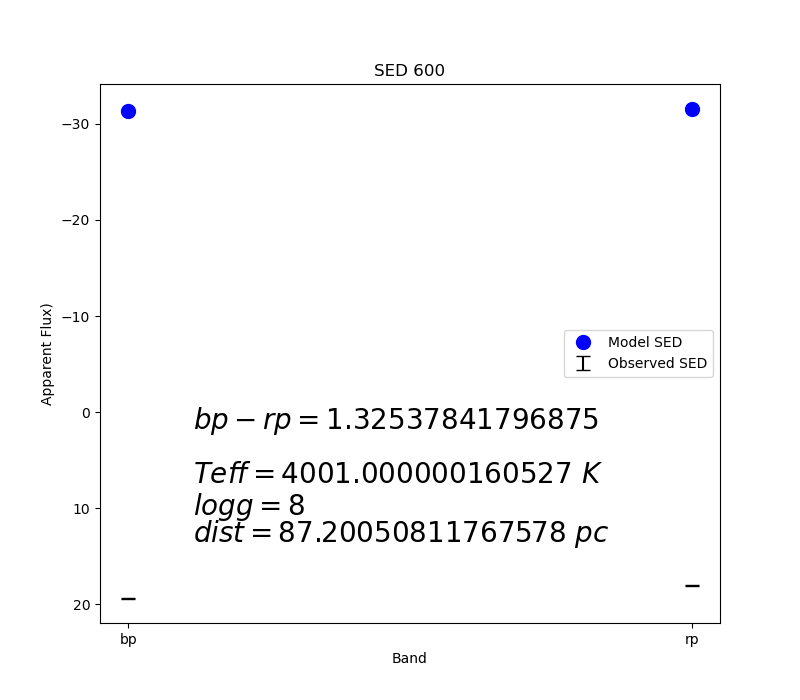 SED 600
−30
−20
−10
0
10
20
Apparent Flux)
Model SED
Observed SED
bp − rp = 1.32537841796875
Teff = 4001.000000160527 K
logg = 8
dist = 87.20050811767578 pc
bp
rp
Band